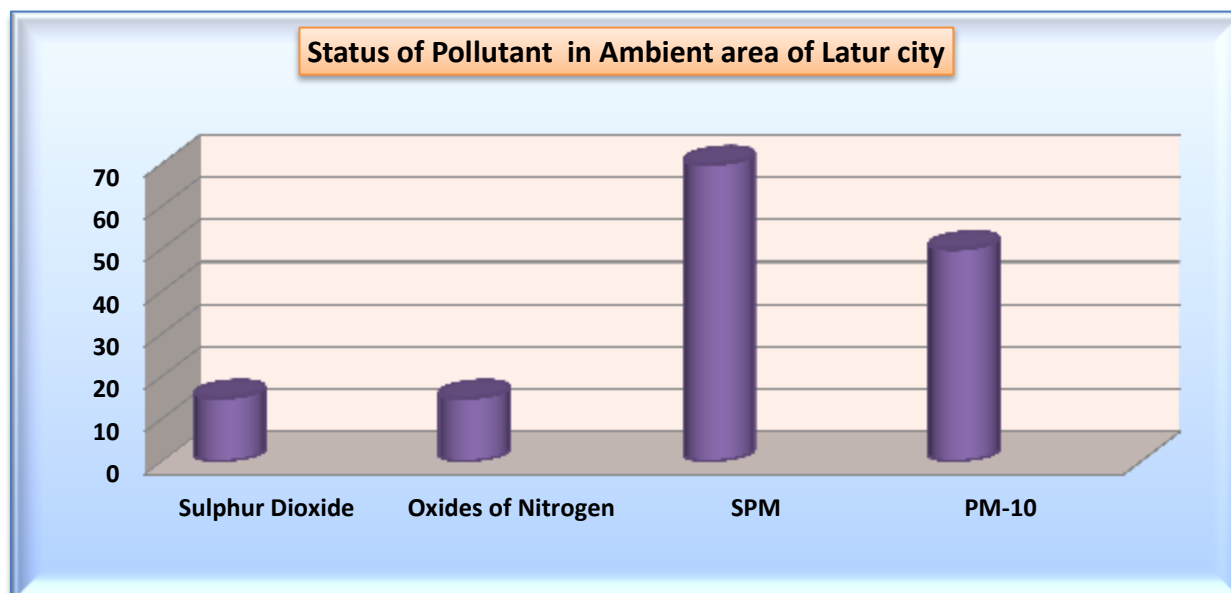 Status of Pollutant in Ambient area of Latur city
70
60
50
40
30
20
10
0
Sulphur Dioxide
Oxides of Nitrogen
SPM
PM-10